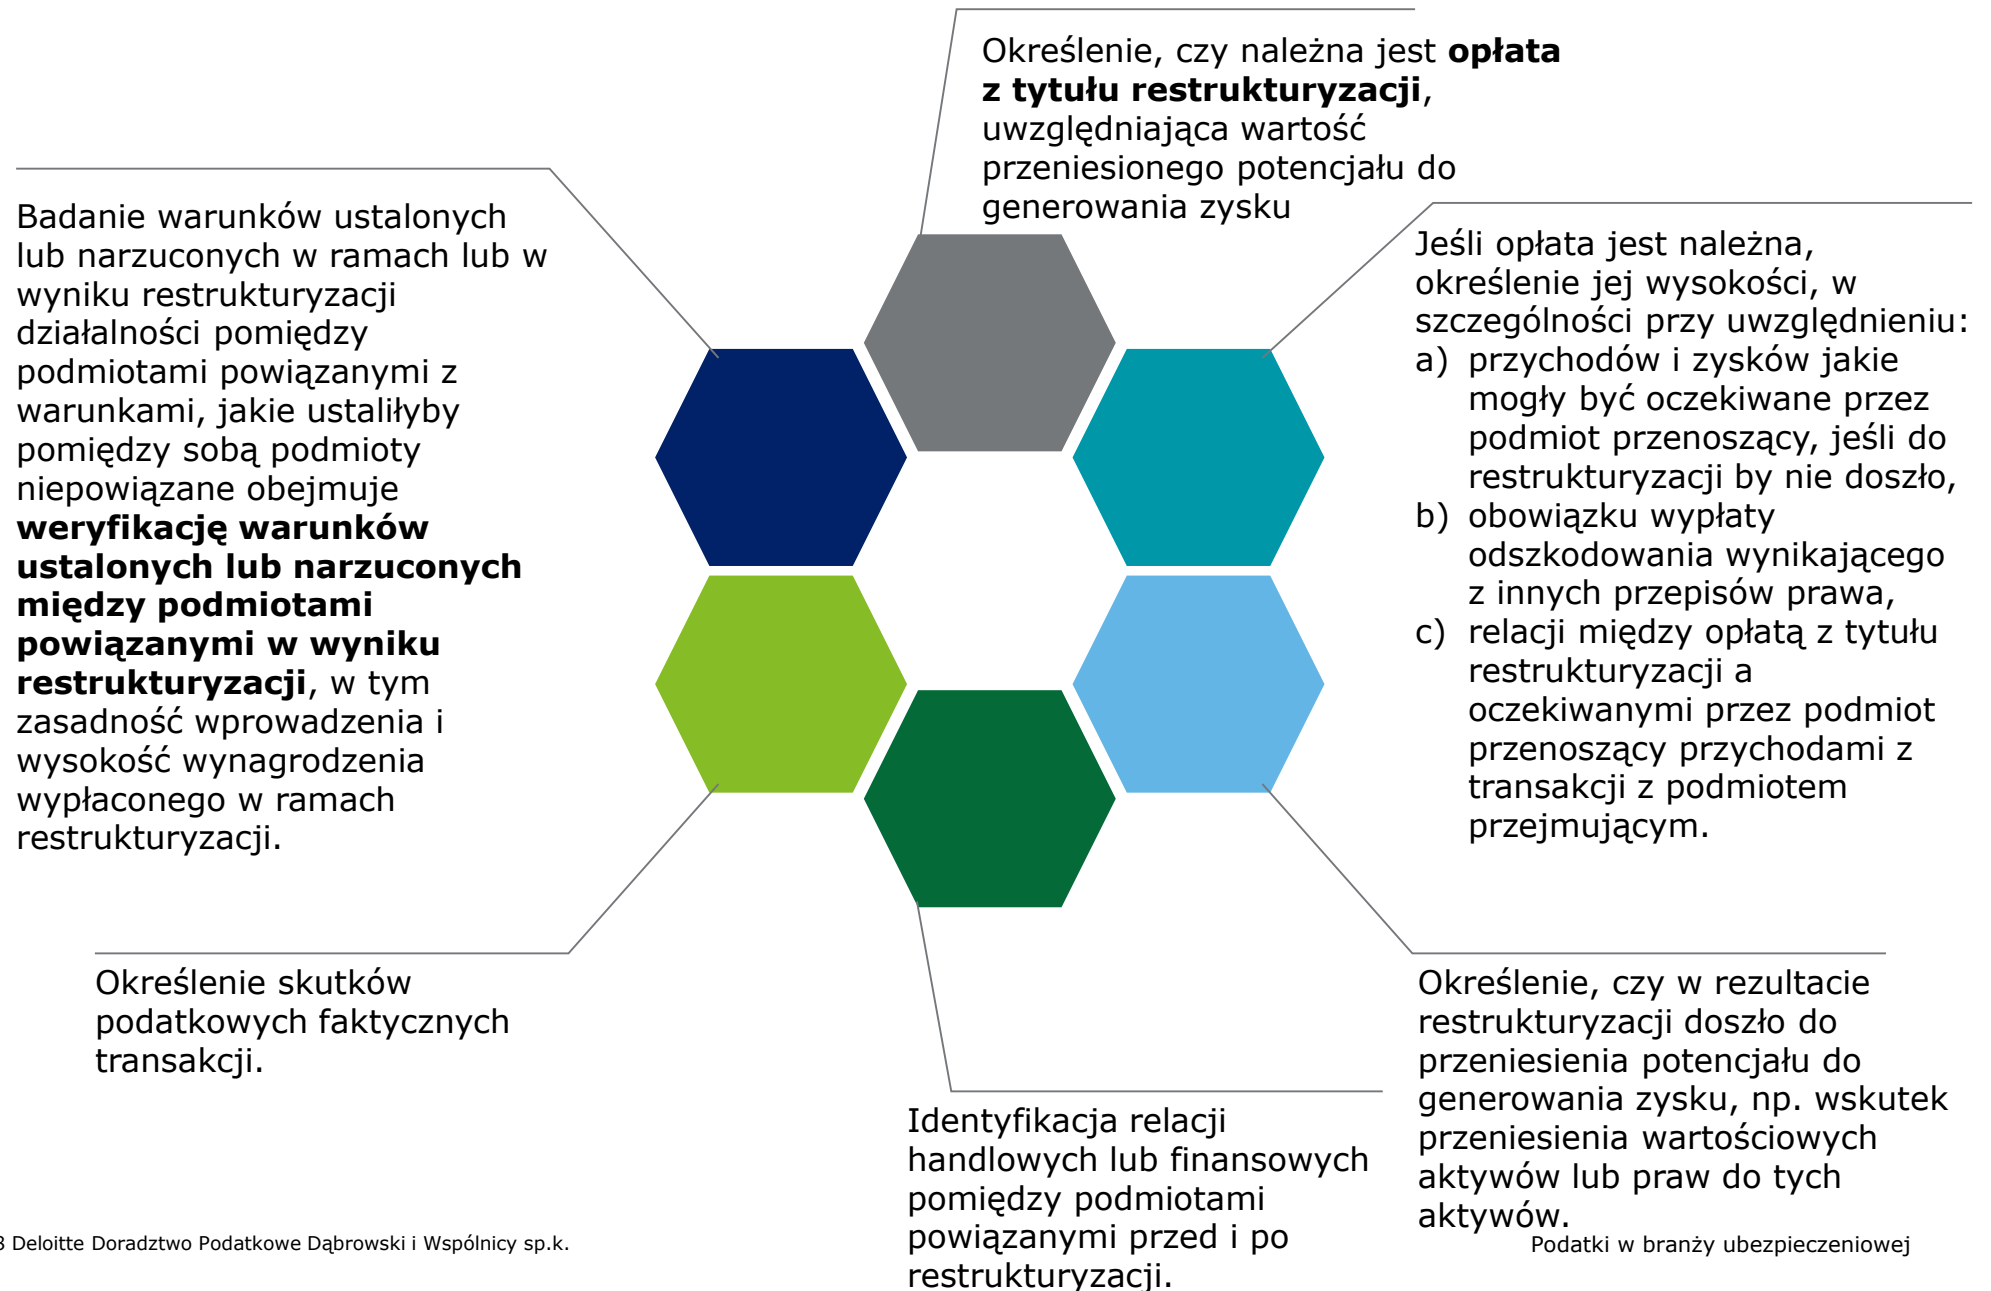 Określenie, czy należna jest opłata
z tytułu restrukturyzacji,
uwzględniająca wartość
przeniesionego potencjału do
generowania zysku
Badanie warunków ustalonych
lub narzuconych w ramach lub w
wyniku restrukturyzacji
działalności pomiędzy
podmiotami powiązanymi z
warunkami, jakie ustaliłyby
pomiędzy sobą podmioty
niepowiązane obejmuje
weryfikację warunków
ustalonych lub narzuconych
między podmiotami
powiązanymi w wyniku
restrukturyzacji, w tym
zasadność wprowadzenia i
wysokość wynagrodzenia
wypłaconego w ramach
restrukturyzacji.
Jeśli opłata jest należna,
określenie jej wysokości, w
szczególności przy uwzględnieniu:
a) przychodów i zysków jakie
mogły być oczekiwane przez
podmiot przenoszący, jeśli do
restrukturyzacji by nie doszło,
b) obowiązku wypłaty
odszkodowania wynikającego
z innych przepisów prawa,
c) relacji między opłatą z tytułu
restrukturyzacji a
oczekiwanymi przez podmiot
przenoszący przychodami z
transakcji z podmiotem
przejmującym.
Określenie skutków
podatkowych faktycznych
transakcji.
Identyfikacja relacji
handlowych lub finansowych
pomiędzy podmiotami
powiązanymi przed i po
restrukturyzacji.
Określenie, czy w rezultacie
restrukturyzacji doszło do
przeniesienia potencjału do
generowania zysku, np. wskutek
przeniesienia wartościowych
aktywów lub praw do tych
aktywów.
Deloitte Doradztwo Podatkowe Dąbrowski i Wspólnicy sp.k.
Podatki w branży ubezpieczeniowej